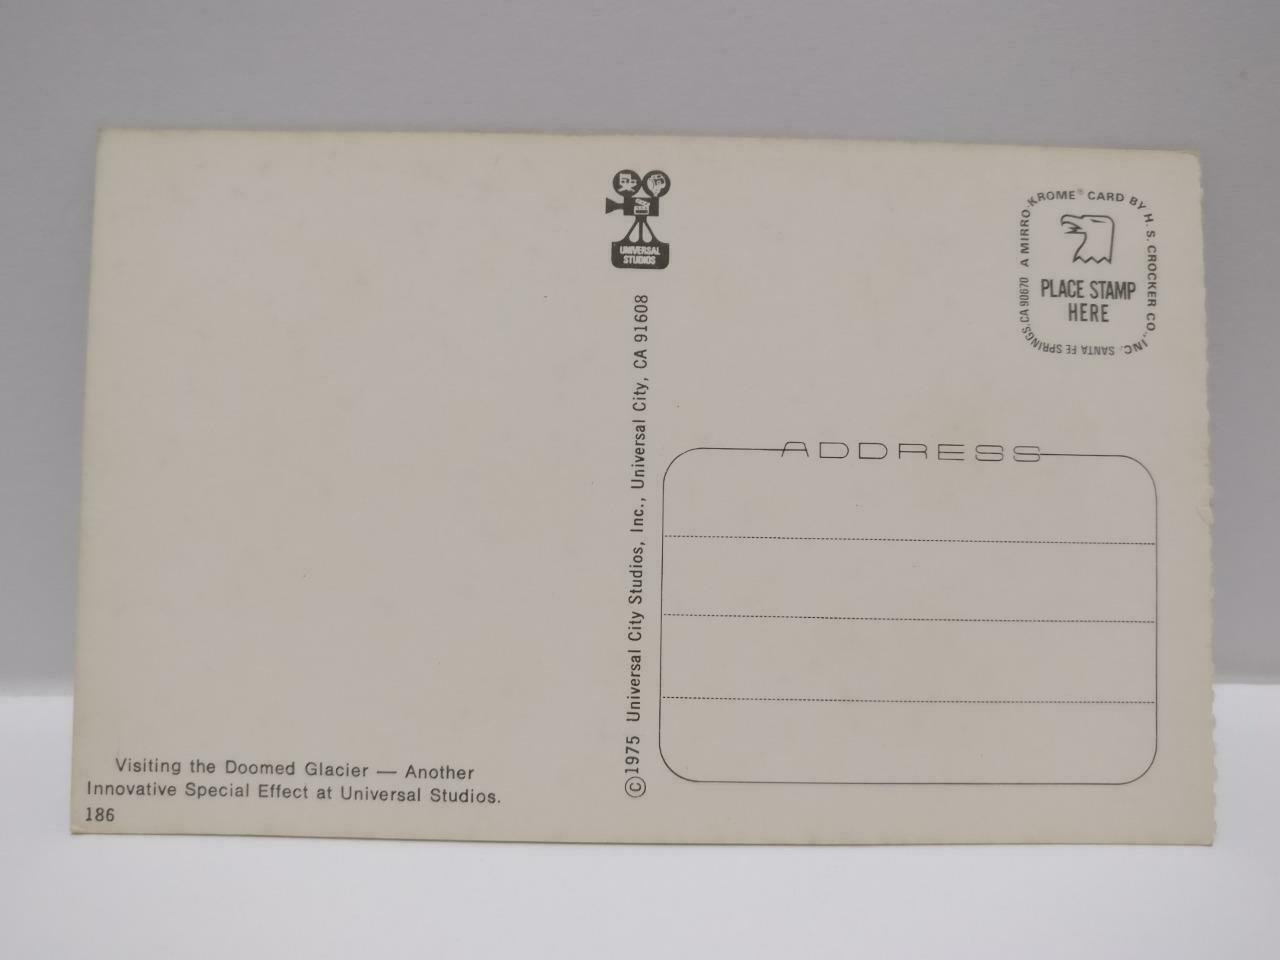 UNIVERSAL
STUDIOS
A MIRRO-KROME® CARD BY H. S. CROCKER CO., INC. SANTA FE SPRINGS, CA 90670
PLACE STAMP
HERE
©1975 Universal City Studios, Inc., Universal City, CA 91608
ADDRESS
Visiting the Doomed Glacier — Another
Innovative Special Effect at Universal Studios.
186